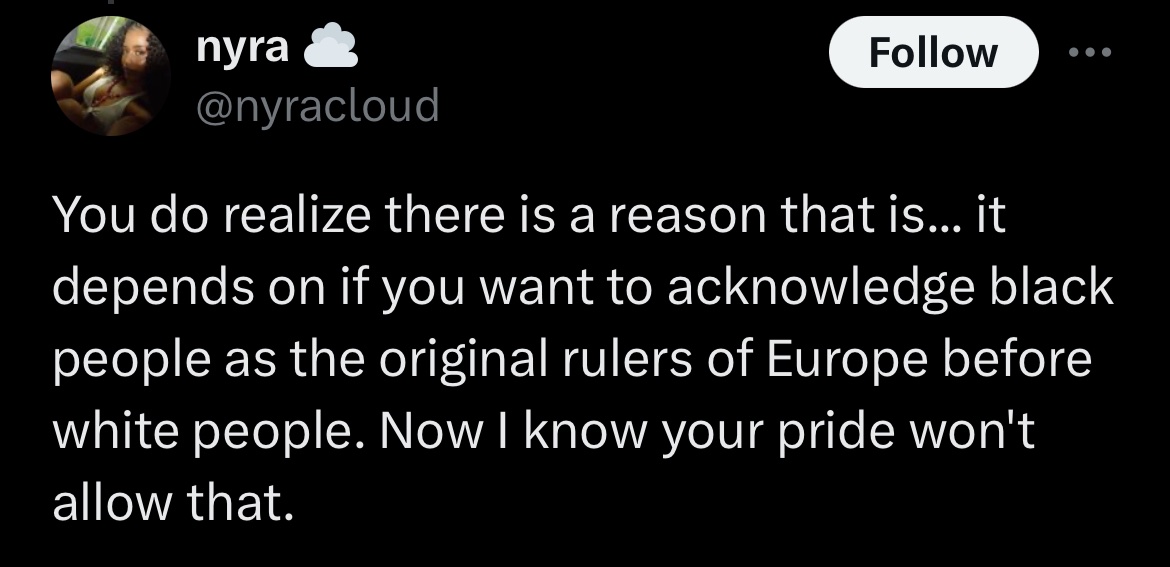 nyra ☁️
Follow
@nyracloud
You do realize there is a reason that is... it
depends on if you want to acknowledge black
people as the original rulers of Europe before
white people. Now I know your pride won't
allow that.